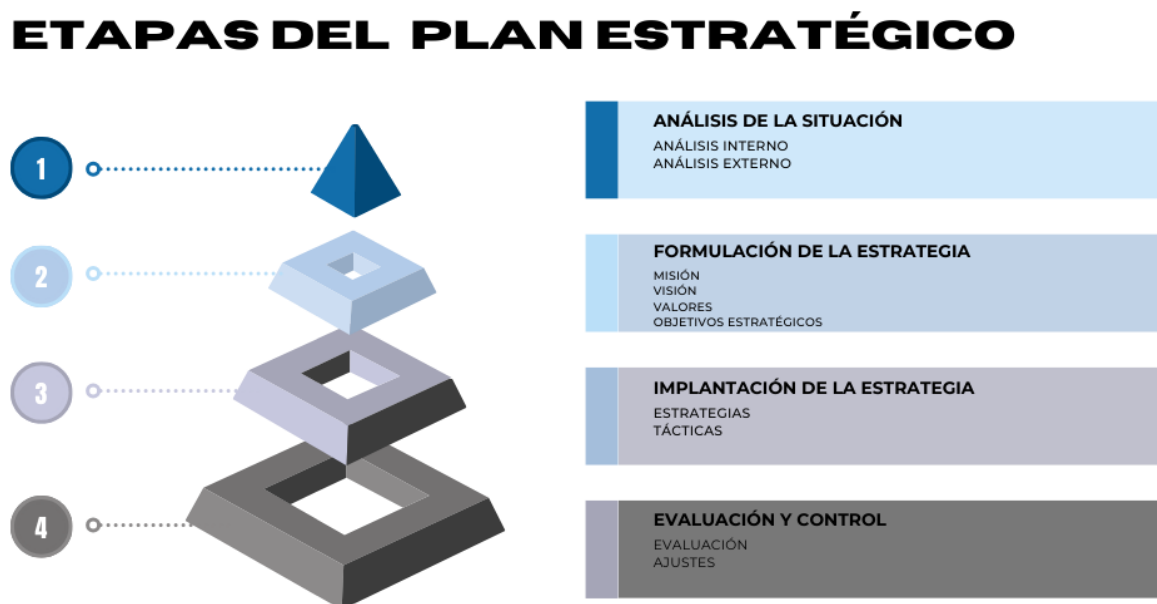 ETAPAS DEL PLAN ESTRATÉGICO
1
ANÁLISIS DE LA SITUACIÓN
ANÁLISIS INTERNO
ANÁLISIS EXTERNO
2
FORMULACIÓN DE LA ESTRATEGIA
MISIÓN
VISIÓN
VALORES
OBJETIVOS ESTRATÉGICOS
3
IMPLANTACIÓN DE LA ESTRATEGIA
ESTRATEGIAS
TÁCTICAS
4
EVALUACIÓN Y CONTROL
EVALUACIÓN
AJUSTES